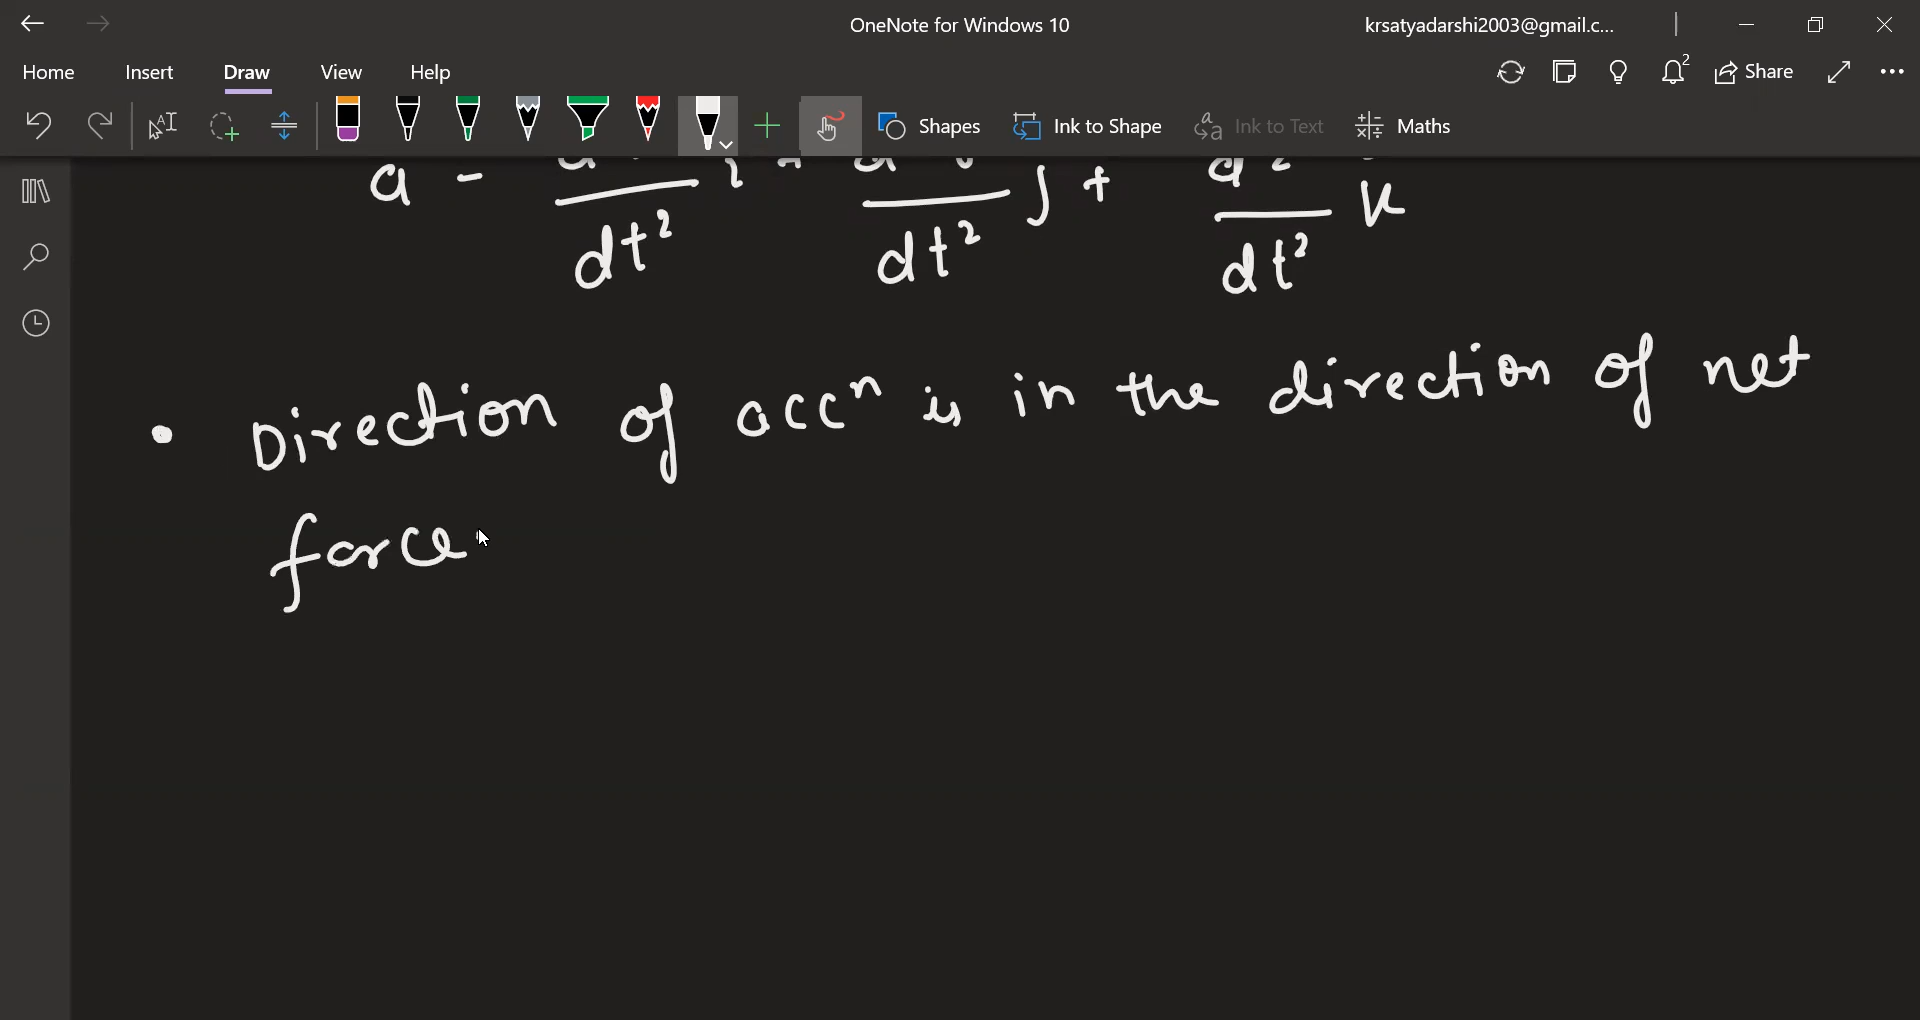 OneNote for Windows 10
krsatyadarshi2003@gmail.c...
Home Insert Draw View Help
2 Share
Shapes Ink to Shape Ink to Text Maths
a - i + j + k
dt² dt² dt²
• Direction of accⁿ is in the direction of net
force